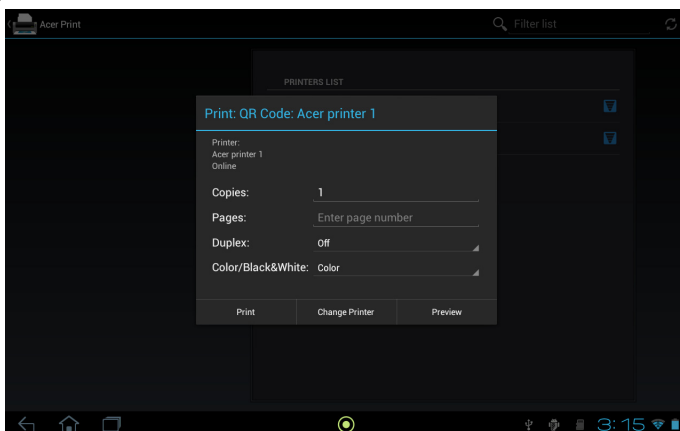 Acer Print
Filter list
PRINTERS LIST
Print: QR Code: Acer printer 1
Printer:
Acer printer 1
Online
Copies: 1
Pages: Enter page number
Duplex: Off
Color/Black&White: Color
Print Change Printer Preview
3:15